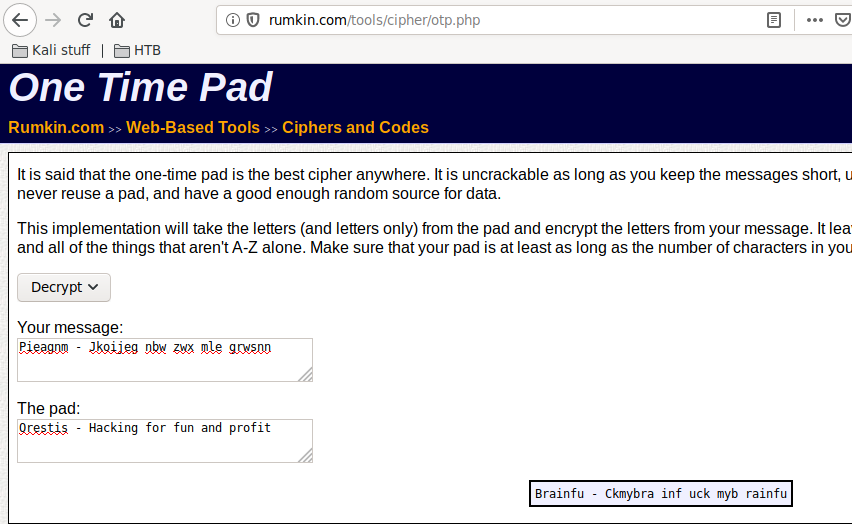 rumkin.com/tools/cipher/otp.php
Kali stuff | HTB
One Time Pad
Rumkin.com >> Web-Based Tools >> Ciphers and Codes
It is said that the one-time pad is the best cipher anywhere. It is uncrackable as long as you keep the messages short, u
never reuse a pad, and have a good enough random source for data.
This implementation will take the letters (and letters only) from the pad and encrypt the letters from your message. It lea
and all of the things that aren't A-Z alone. Make sure that your pad is at least as long as the number of characters in you
Decrypt
Your message:
Pieagnm - Jkoijeg nbw zwx mle grwsnn
The pad:
Orestis - Hacking for fun and profit
Brainfu - Ckmybra inf uck myb rainfu